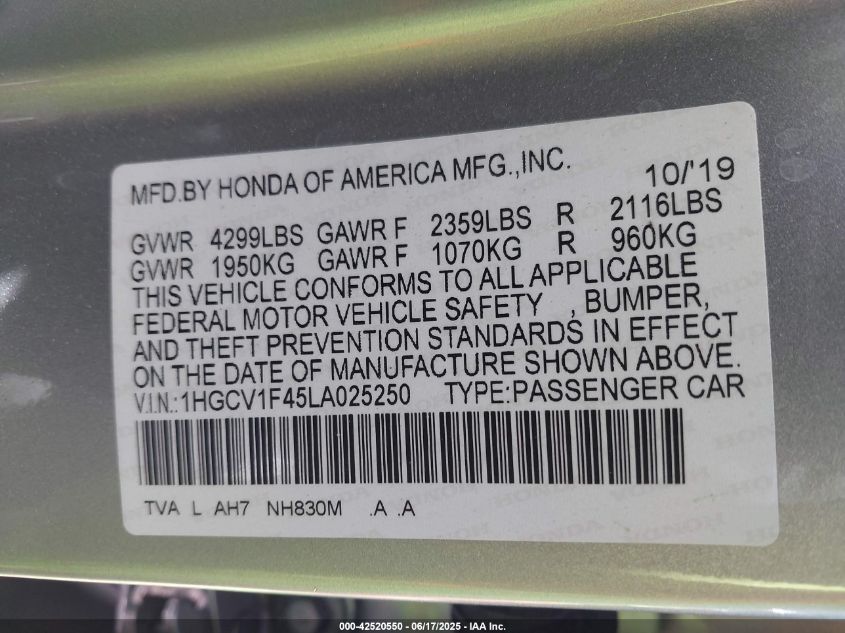 MFD.BY HONDA OF AMERICA MFG.,INC. 10/'19
GVWR 4299LBS GAWR F 2359LBS R 2116LBS
GVWR 1950KG GAWR F 1070KG R 960KG
THIS VEHICLE CONFORMS TO ALL APPLICABLE
FEDERAL MOTOR VEHICLE SAFETY , BUMPER,
AND THEFT PREVENTION STANDARDS IN EFFECT
ON THE DATE OF MANUFACTURE SHOWN ABOVE.
V.I.N.:1HGCV1F45LA025250 TYPE:PASSENGER CAR
TVA L AH7 NH830M .A .A
000-42520550 | 06/17/2025 - IAA Inc.